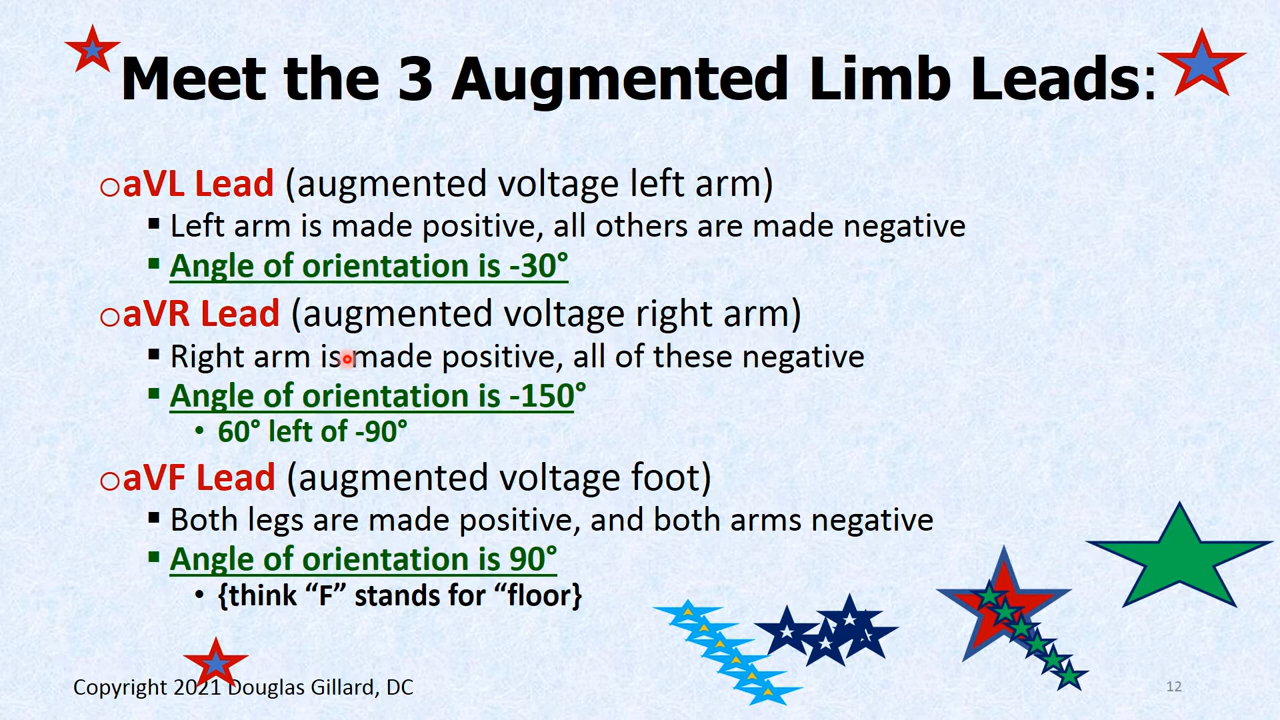 Meet the 3 Augmented Limb Leads:
aVL Lead (augmented voltage left arm)
Left arm is made positive, all others are made negative
Angle of orientation is -30°
aVR Lead (augmented voltage right arm)
Right arm is made positive, all of these negative
Angle of orientation is -150°
60° left of -90°
aVF Lead (augmented voltage foot)
Both legs are made positive, and both arms negative
Angle of orientation is 90°
{think “F” stands for “floor}
Copyright 2021 Douglas Gillard, DC
12